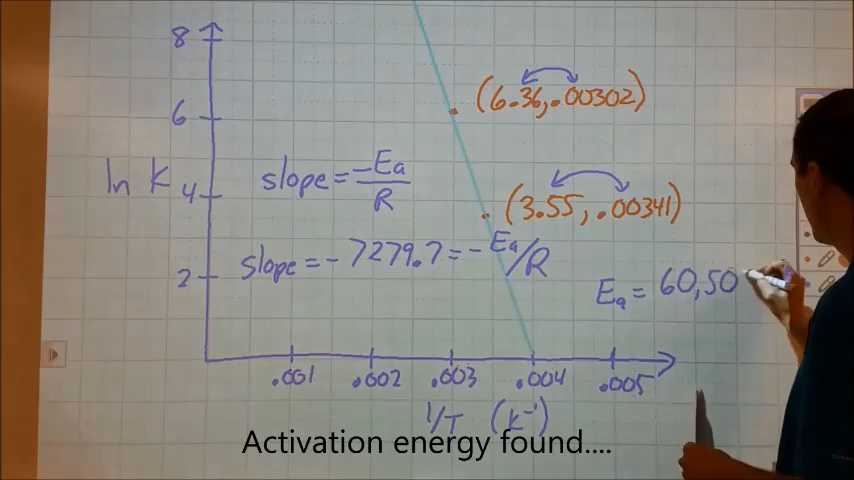 8
6
(6.36, .00302)
ln K
4
slope = -Ea/R
(3.55, .00341)
slope = - 7279.7 = - Ea/R
2
Ea = 60,50
.001 .002 .003 .004 .005
1/T (K⁻¹)
Activation energy found....